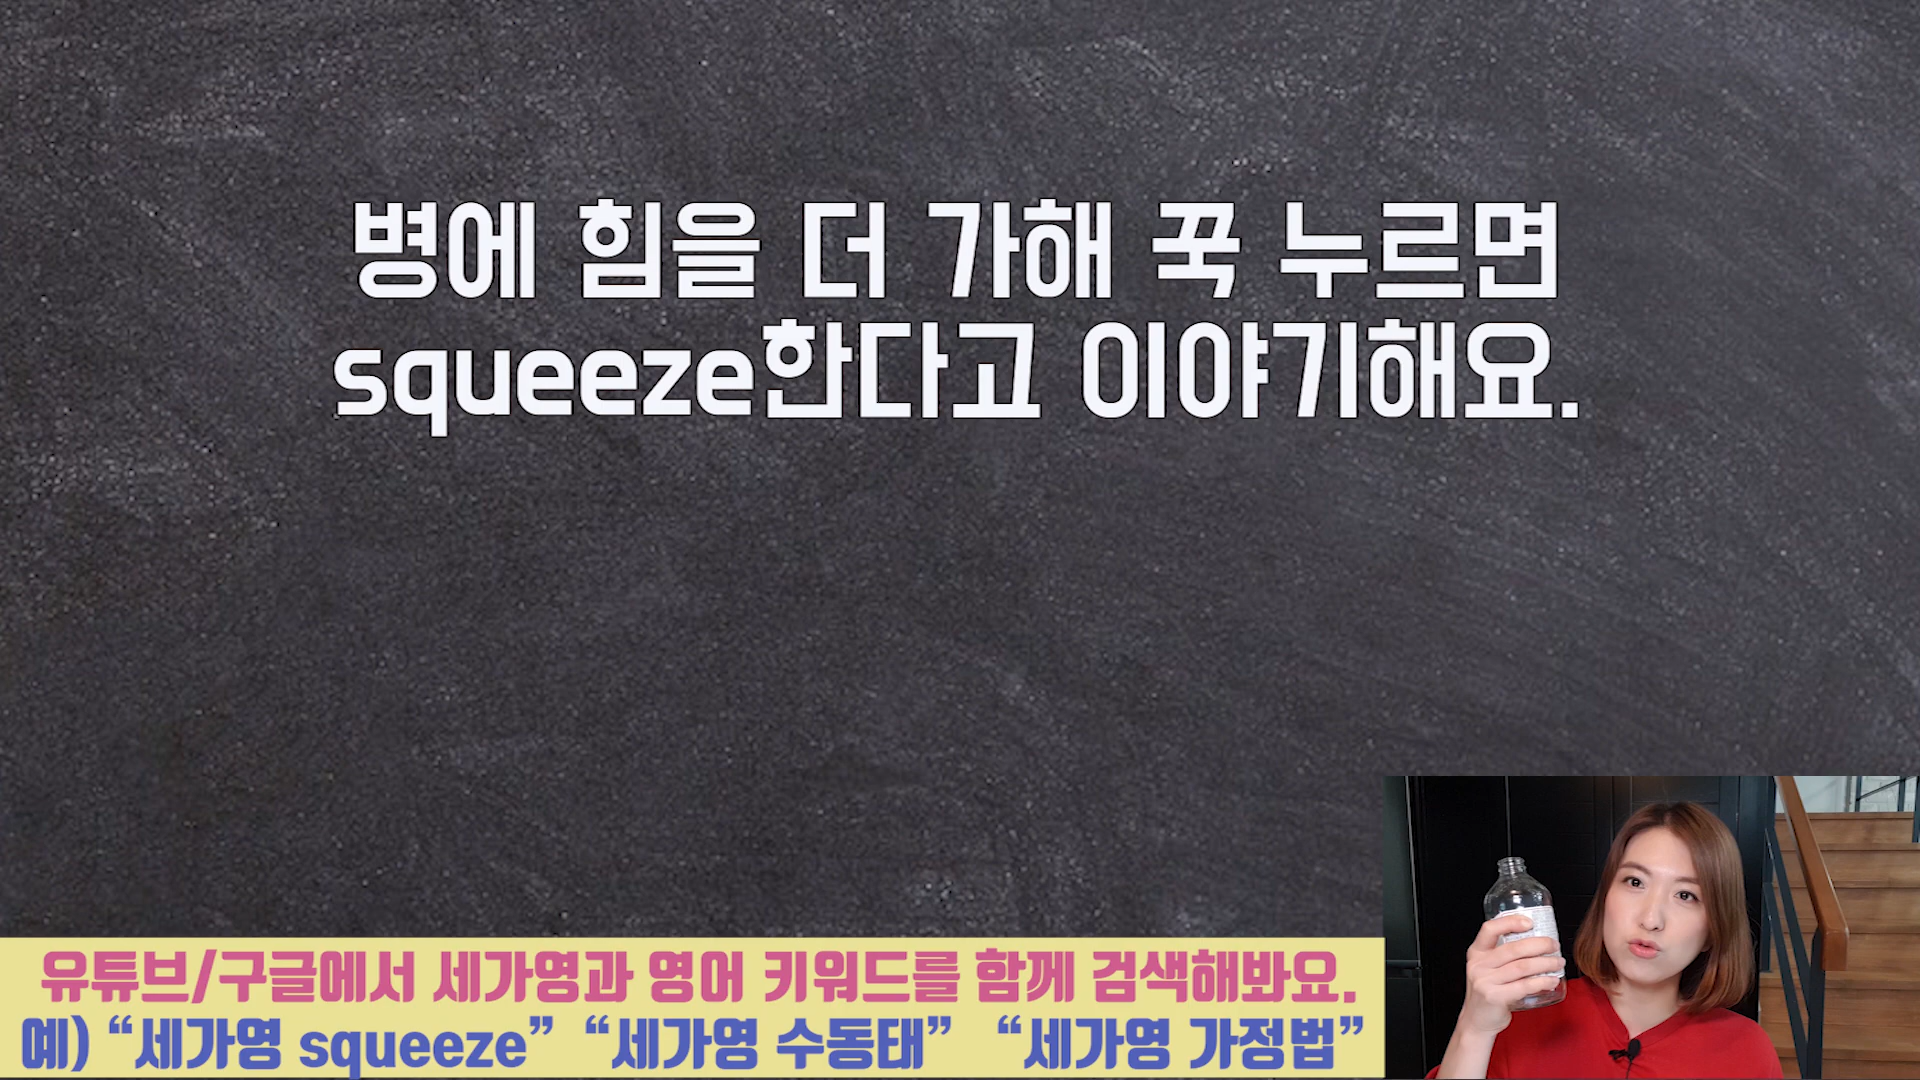 병에 힘을 더 가해 꾹 누르면
squeeze한다고 이야기해요.
유튜브/구글에서 세가영과 영어 키워드를 함께 검색해봐요.
예) “세가영 squeeze” “세가영 수동태” “세가영 가정법”